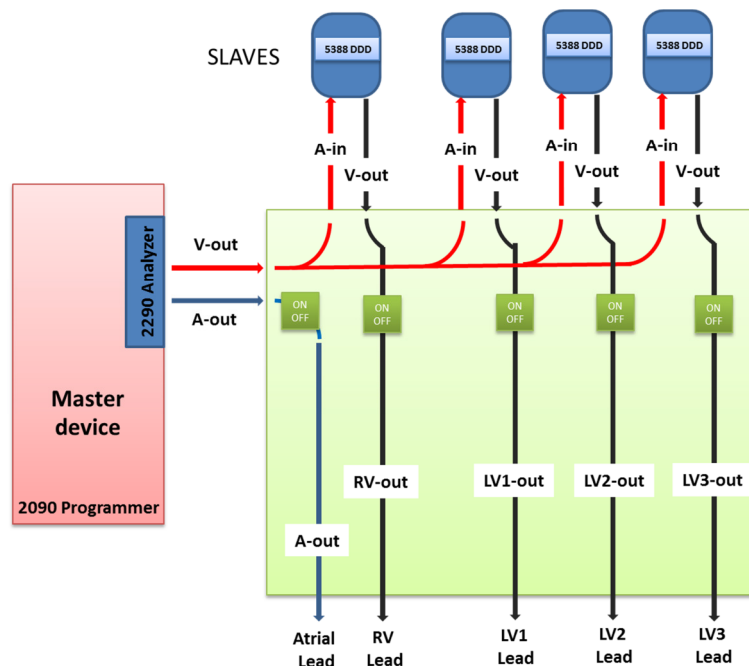 SLAVES
5388 DDD
5388 DDD
5388 DDD
5388 DDD
A-in
V-out
A-in
V-out
A-in
V-out
A-in
V-out
V-out
2290 Analyzer
A-out
ON
OFF
ON
OFF
ON
OFF
ON
OFF
ON
OFF
Master
device
2090 Programmer
RV-out
LV1-out
LV2-out
LV3-out
A-out
Atrial
Lead
RV
Lead
LV1
Lead
LV2
Lead
LV3
Lead